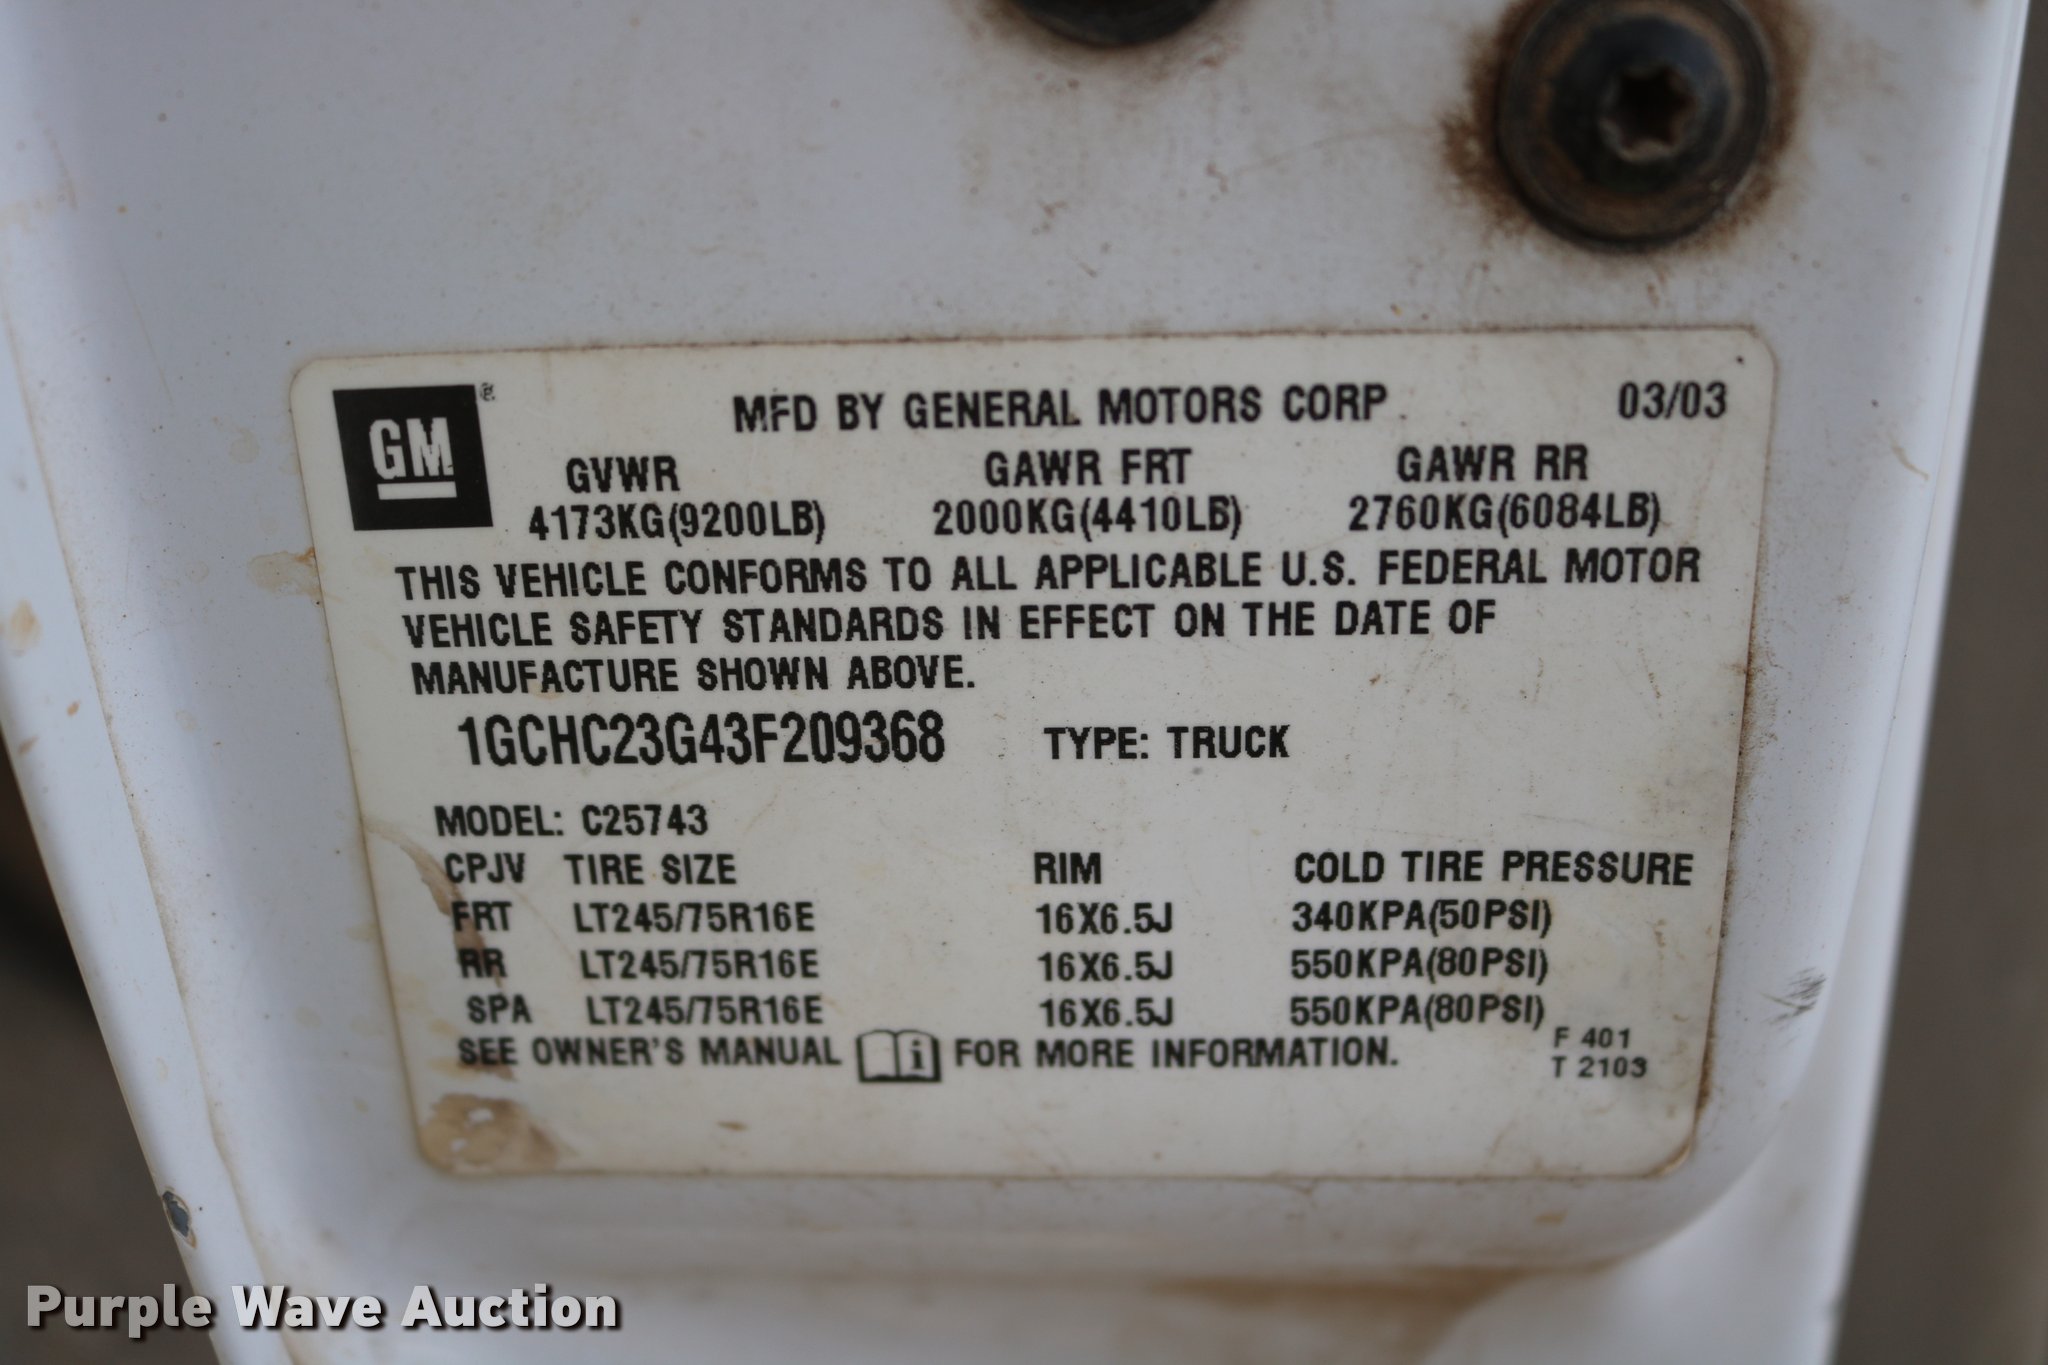 GM®
MFD BY GENERAL MOTORS CORP. 03/03
GVWR GAWR FRT GAWR RR
4173KG(9200LB) 2000KG(4410LB) 2760KG(6084LB)
THIS VEHICLE CONFORMS TO ALL APPLICABLE U.S. FEDERAL MOTOR
VEHICLE SAFETY STANDARDS IN EFFECT ON THE DATE OF
MANUFACTURE SHOWN ABOVE.
1GCHC23G43F209368 TYPE: TRUCK
MODEL: C25743
CPJV TIRE SIZE RIM COLD TIRE PRESSURE
FRT LT245/75R16E 16X6.5J 340KPA(50PSI)
RR LT245/75R16E 16X6.5J 550KPA(80PSI)
SPA LT245/75R16E 16X6.5J 550KPA(80PSI)
SEE OWNER'S MANUAL i FOR MORE INFORMATION.
F 401
T 2103
Purple Wave Auction